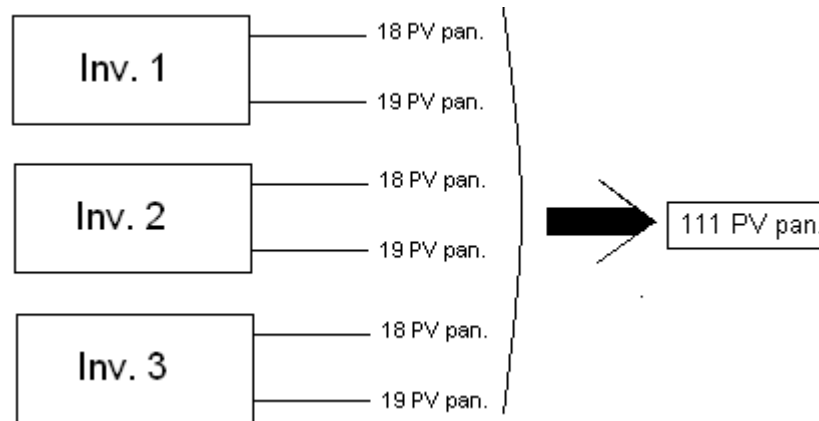 Inv. 1
18 PV pan.
19 PV pan.
Inv. 2
18 PV pan.
19 PV pan.
111 PV pan.
Inv. 3
18 PV pan.
19 PV pan.